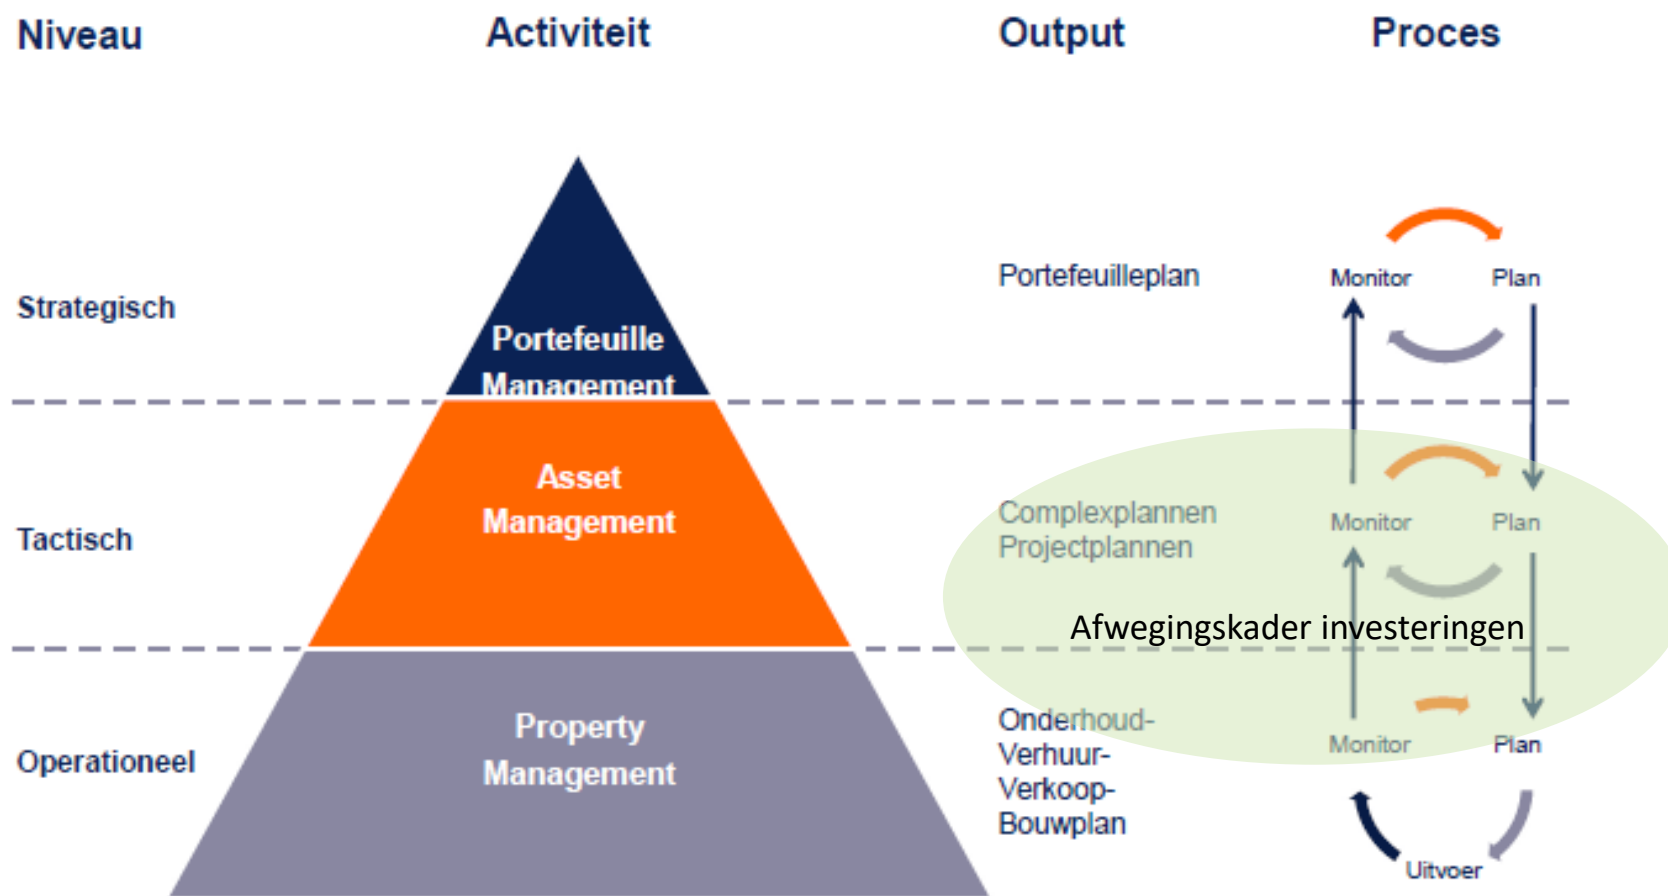 Niveau Activiteit Output Proces
Strategisch
Portefeuille
Management
Portefeuilleplan
Monitor Plan
Tactisch
Asset
Management
Complexplannen
Projectplannen
Monitor Plan
Afwegingskader investeringen
Operationeel
Property
Management
Onderhoud-
Verhuur-
Verkoop-
Bouwplan
Monitor Plan
Uitvoer